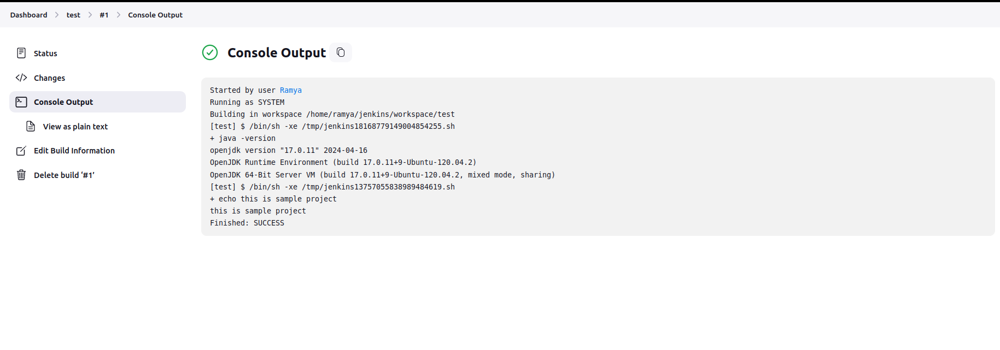 Dashboard > test > #1 > Console Output
Status
Changes
Console Output
View as plain text
Edit Build Information
Delete build ‘#1’
Console Output
Started by user Ramya
Running as SYSTEM
Building in workspace /home/ramya/jenkins/workspace/test
[test] $ /bin/sh -xe /tmp/jenkins18168779149004854255.sh
+ java -version
openjdk version "17.0.11" 2024-04-16
OpenJDK Runtime Environment (build 17.0.11+9-Ubuntu-120.04.2)
OpenJDK 64-Bit Server VM (build 17.0.11+9-Ubuntu-120.04.2, mixed mode, sharing)
[test] $ /bin/sh -xe /tmp/jenkins13757055838989484619.sh
+ echo this is sample project
this is sample project
Finished: SUCCESS